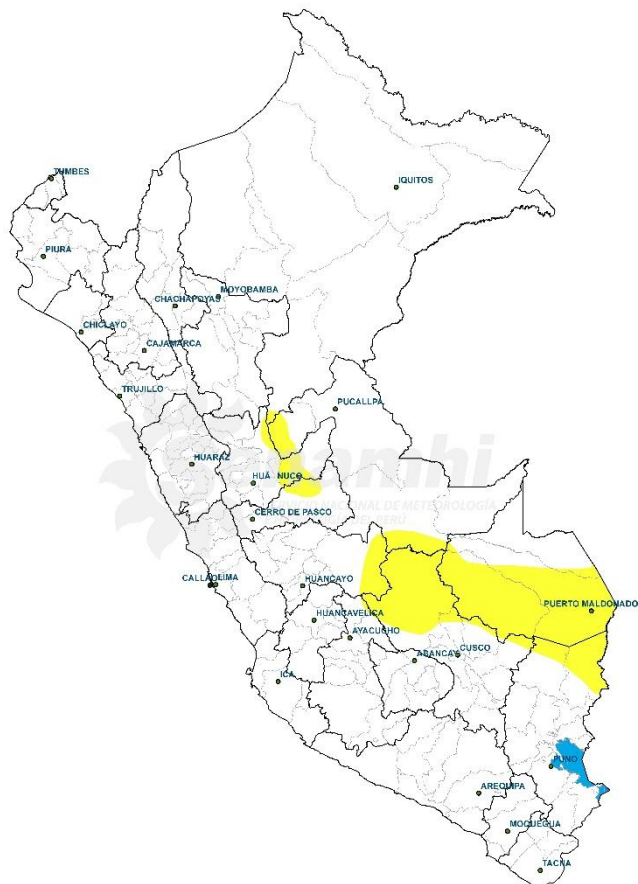 TUMBES
IQUITOS
PIURA
MOYOBAMBA
CHACHAPOYAS
CHICLAYO
CAJAMARCA
TRUJILLO
PUCALLPA
HUARAZ
HUÁNUCO
CERRO DE PASCO
CALLAO
LIMA
HUANCAYO
PUERTO MALDONADO
HUANCAVELICA
AYACUCHO
CUSCO
ABANCAY
ICA
PUNO
AREQUIPA
MOQUEGUA
TACNA